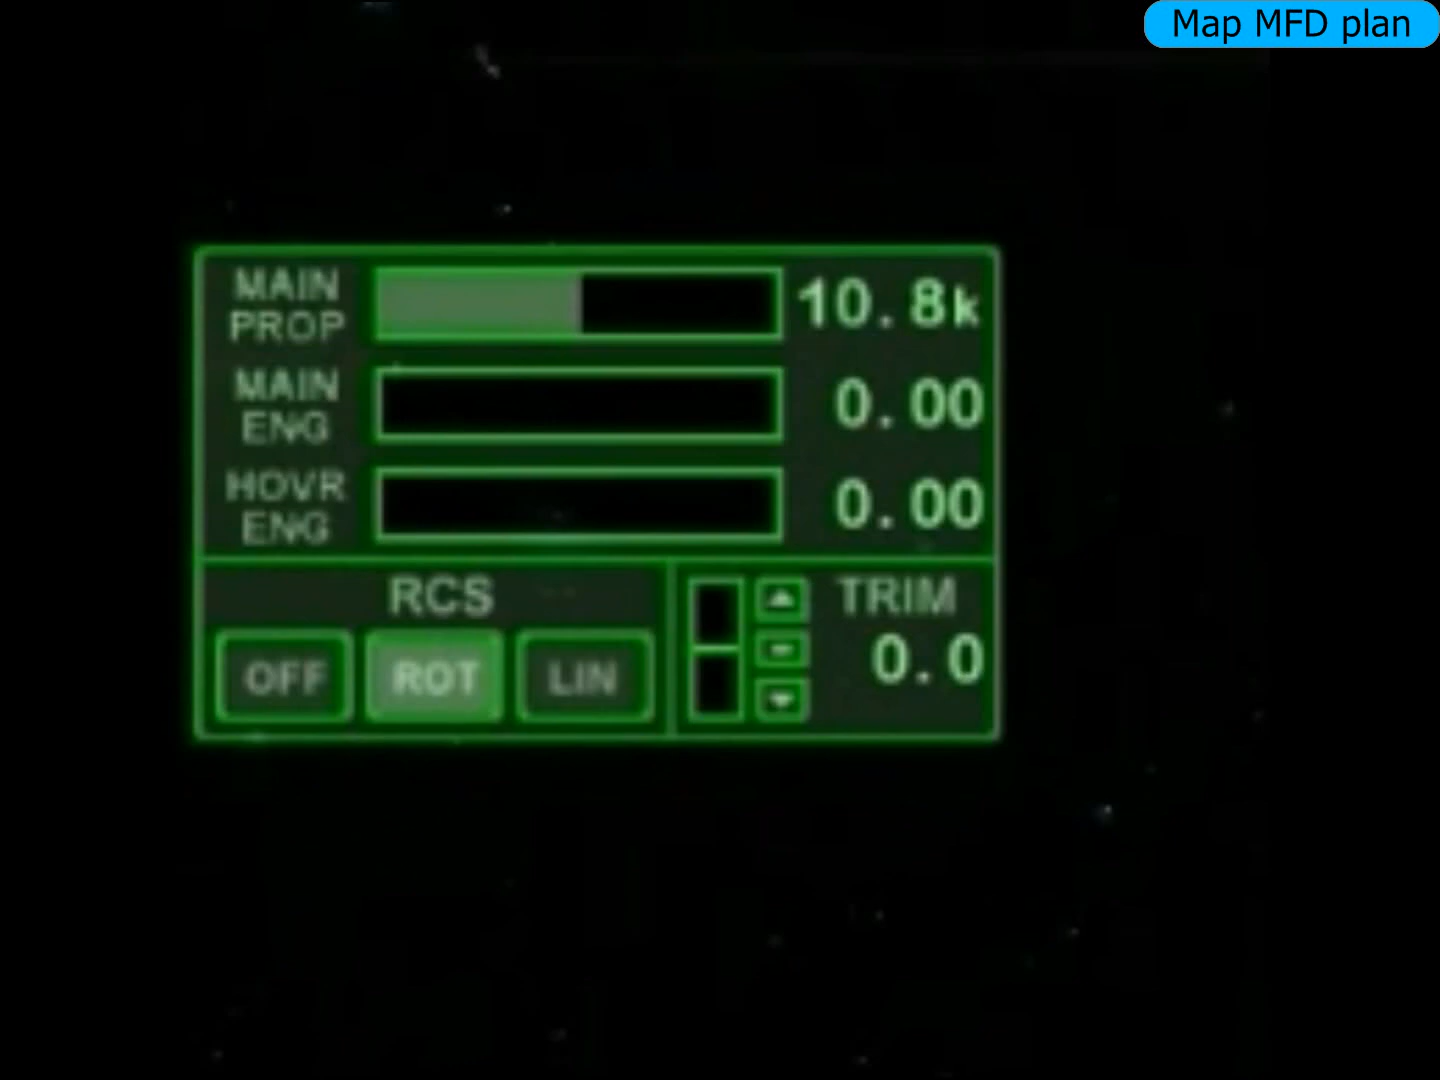 Map MFD plan
MAIN
PROP
10.8k
MAIN
ENG
0.00
HOVR
ENG
0.00
RCS
TRIM
0.0
OFF
ROT
LIN